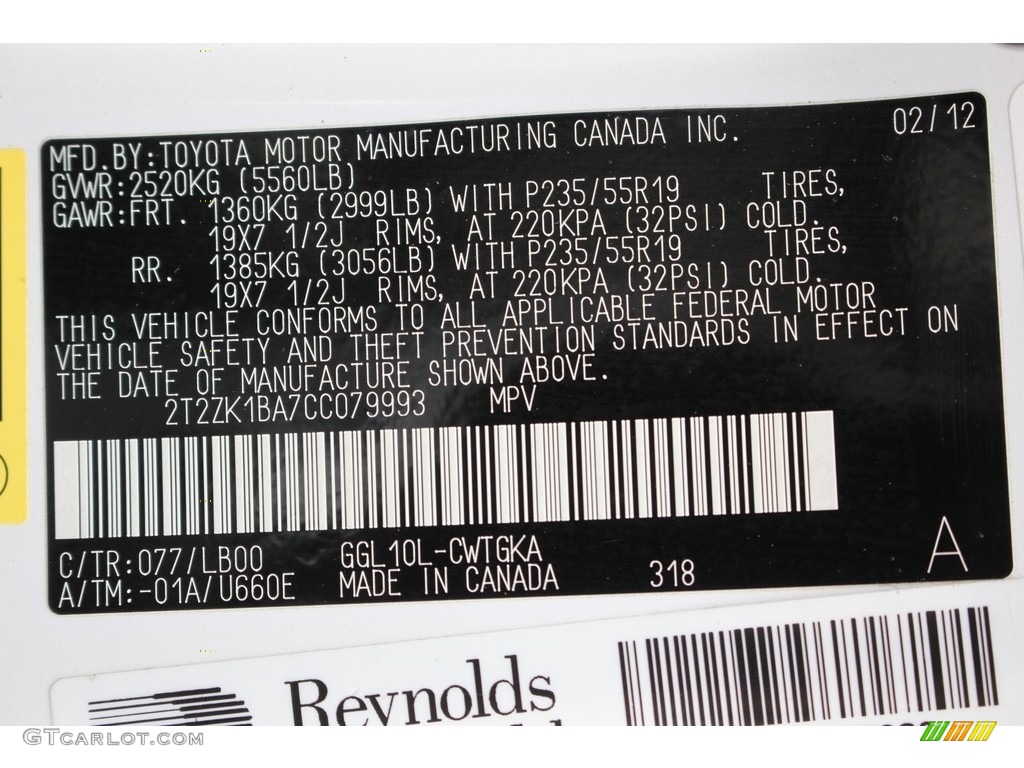 MFD.BY:TOYOTA MOTOR MANUFACTURING CANADA INC. 02/12
GVWR:2520KG (5560LB)
GAWR:FRT. 1360KG (2999LB) WITH P235/55R19 TIRES,
19X7 1/2J RIMS, AT 220KPA (32PSI) COLD.
RR. 1385KG (3056LB) WITH P235/55R19 TIRES,
19X7 1/2J RIMS, AT 220KPA (32PSI) COLD.
THIS VEHICLE CONFORMS TO ALL APPLICABLE FEDERAL MOTOR
VEHICLE SAFETY AND THEFT PREVENTION STANDARDS IN EFFECT ON
THE DATE OF MANUFACTURE SHOWN ABOVE.
2T2ZK1BA7CC079993 MPV
C/TR:077/LB00 GGL10L-CWTGKA
A/TM:-01A/U660E MADE IN CANADA 318 A
Reynolds
GTCARLOT.COM